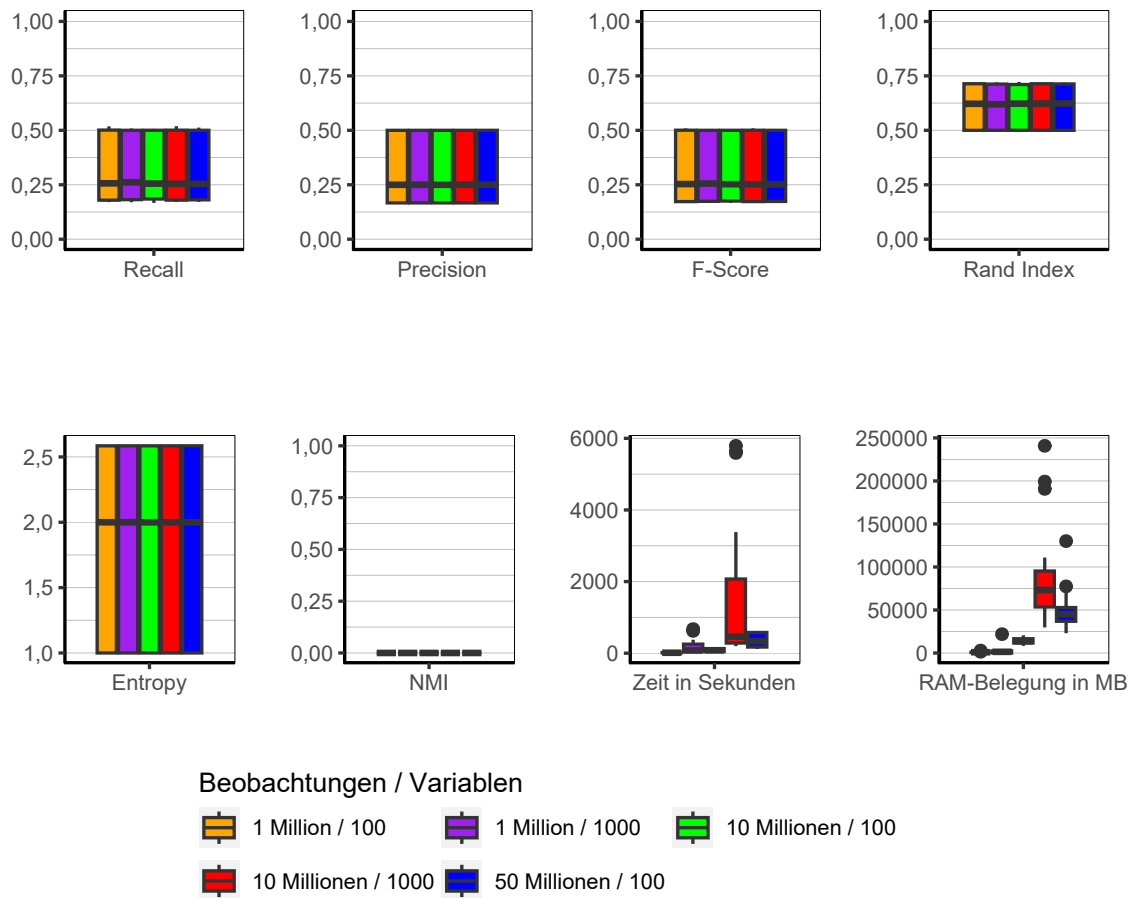 1,00 1,00 1,00 1,00
0,75 0,75 0,75 0,75
0,50 0,50 0,50 0,50
0,25 0,25 0,25 0,25
0,00 0,00 0,00 0,00
Recall Precision F-Score Rand Index
2,5
2,0
1,5
1,0
Entropy
1,00
0,75
0,50
0,25
0,00
NMI
6000
4000
2000
0
Zeit in Sekunden
250000
200000
150000
100000
50000
0
RAM-Belegung in MB
Beobachtungen / Variablen
1 Million / 100 1 Million / 1000 10 Millionen / 100
10 Millionen / 1000 50 Millionen / 100